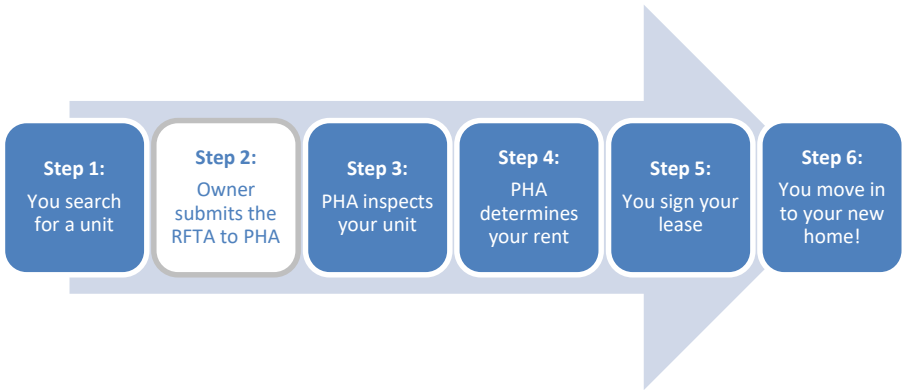 Step 1:
You search
for a unit
Step 2:
Owner
submits the
RFTA to PHA
Step 3:
PHA inspects
your unit
Step 4:
PHA
determines
your rent
Step 5:
You sign your
lease
Step 6:
You move in
to your new
home!